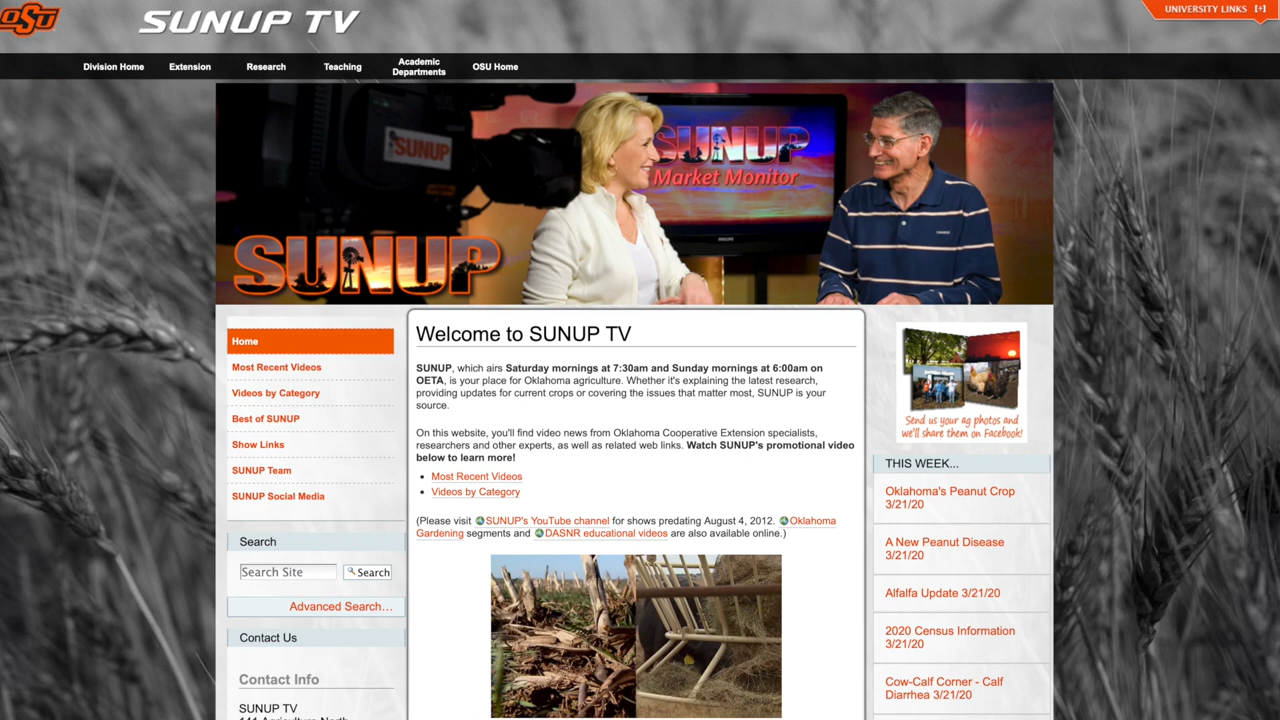 OSU
SUNUP TV
UNIVERSITY LINKS [+]
Division Home
Extension
Research
Teaching
Academic
Departments
OSU Home
SUNUP
SUNUP
Market Monitor
PHILIPS
SUNUP
Home
Most Recent Videos
Videos by Category
Best of SUNUP
Show Links
SUNUP Team
SUNUP Social Media
Search
Search Site
Search
Advanced Search…
Contact Us
Contact Info
SUNUP TV
141 Agriculture North
Welcome to SUNUP TV
SUNUP, which airs Saturday mornings at 7:30am and Sunday mornings at 6:00am on
OETA, is your place for Oklahoma agriculture. Whether it's explaining the latest research,
providing updates for current crops or covering the issues that matter most, SUNUP is your
source.
On this website, you'll find video news from Oklahoma Cooperative Extension specialists,
researchers and other experts, as well as related web links. Watch SUNUP's promotional video
below to learn more!
• Most Recent Videos
• Videos by Category
(Please visit SUNUP's YouTube channel for shows predating August 4, 2012. Oklahoma
Gardening segments and DASNR educational videos are also available online.)
Send us your ag photos and
we'll share them on Facebook!
THIS WEEK...
Oklahoma's Peanut Crop
3/21/20
A New Peanut Disease
3/21/20
Alfalfa Update 3/21/20
2020 Census Information
3/21/20
Cow-Calf Corner - Calf
Diarrhea 3/21/20